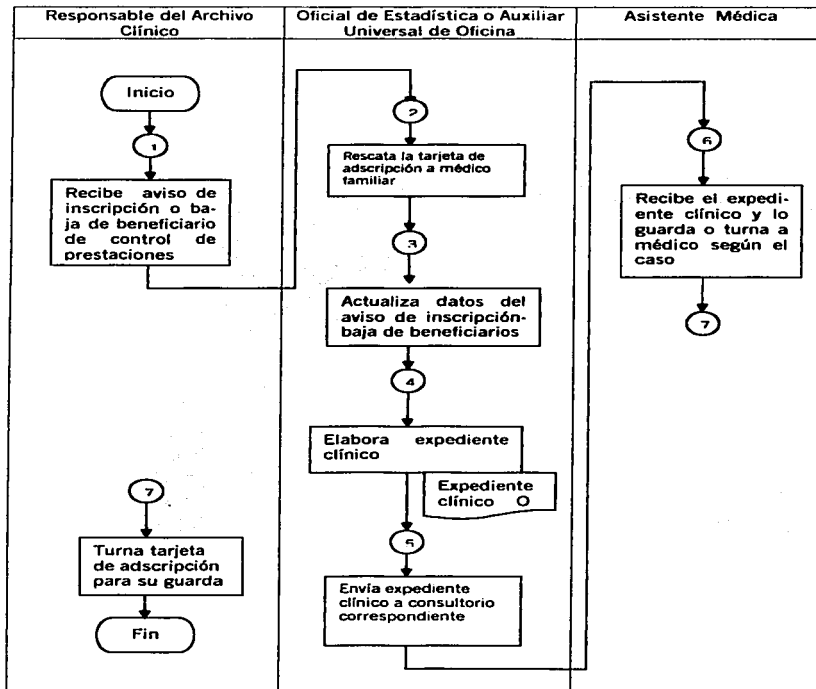 Responsable del Archivo
Clínico
Inicio
1
Recibe aviso de
inscripción o ba-
ja de beneficiario
de control de
prestaciones
7
Turna tarjeta
de adscripción
para su guarda
Fin
Oficial de Estadística o Auxiliar
Universal de Oficina
2
Rescata la tarjeta de
adscripción a médico
familiar
3
Actualiza datos del
aviso de inscripción-
baja de beneficiarios
4
Elabora expediente
clínico
Expediente
clínico O
5
Envía expediente
clínico a consultorio
correspondiente
Asistente Médica
6
Recibe el expedi-
ente clínico y lo
guarda o turna a
médico según el
caso
7